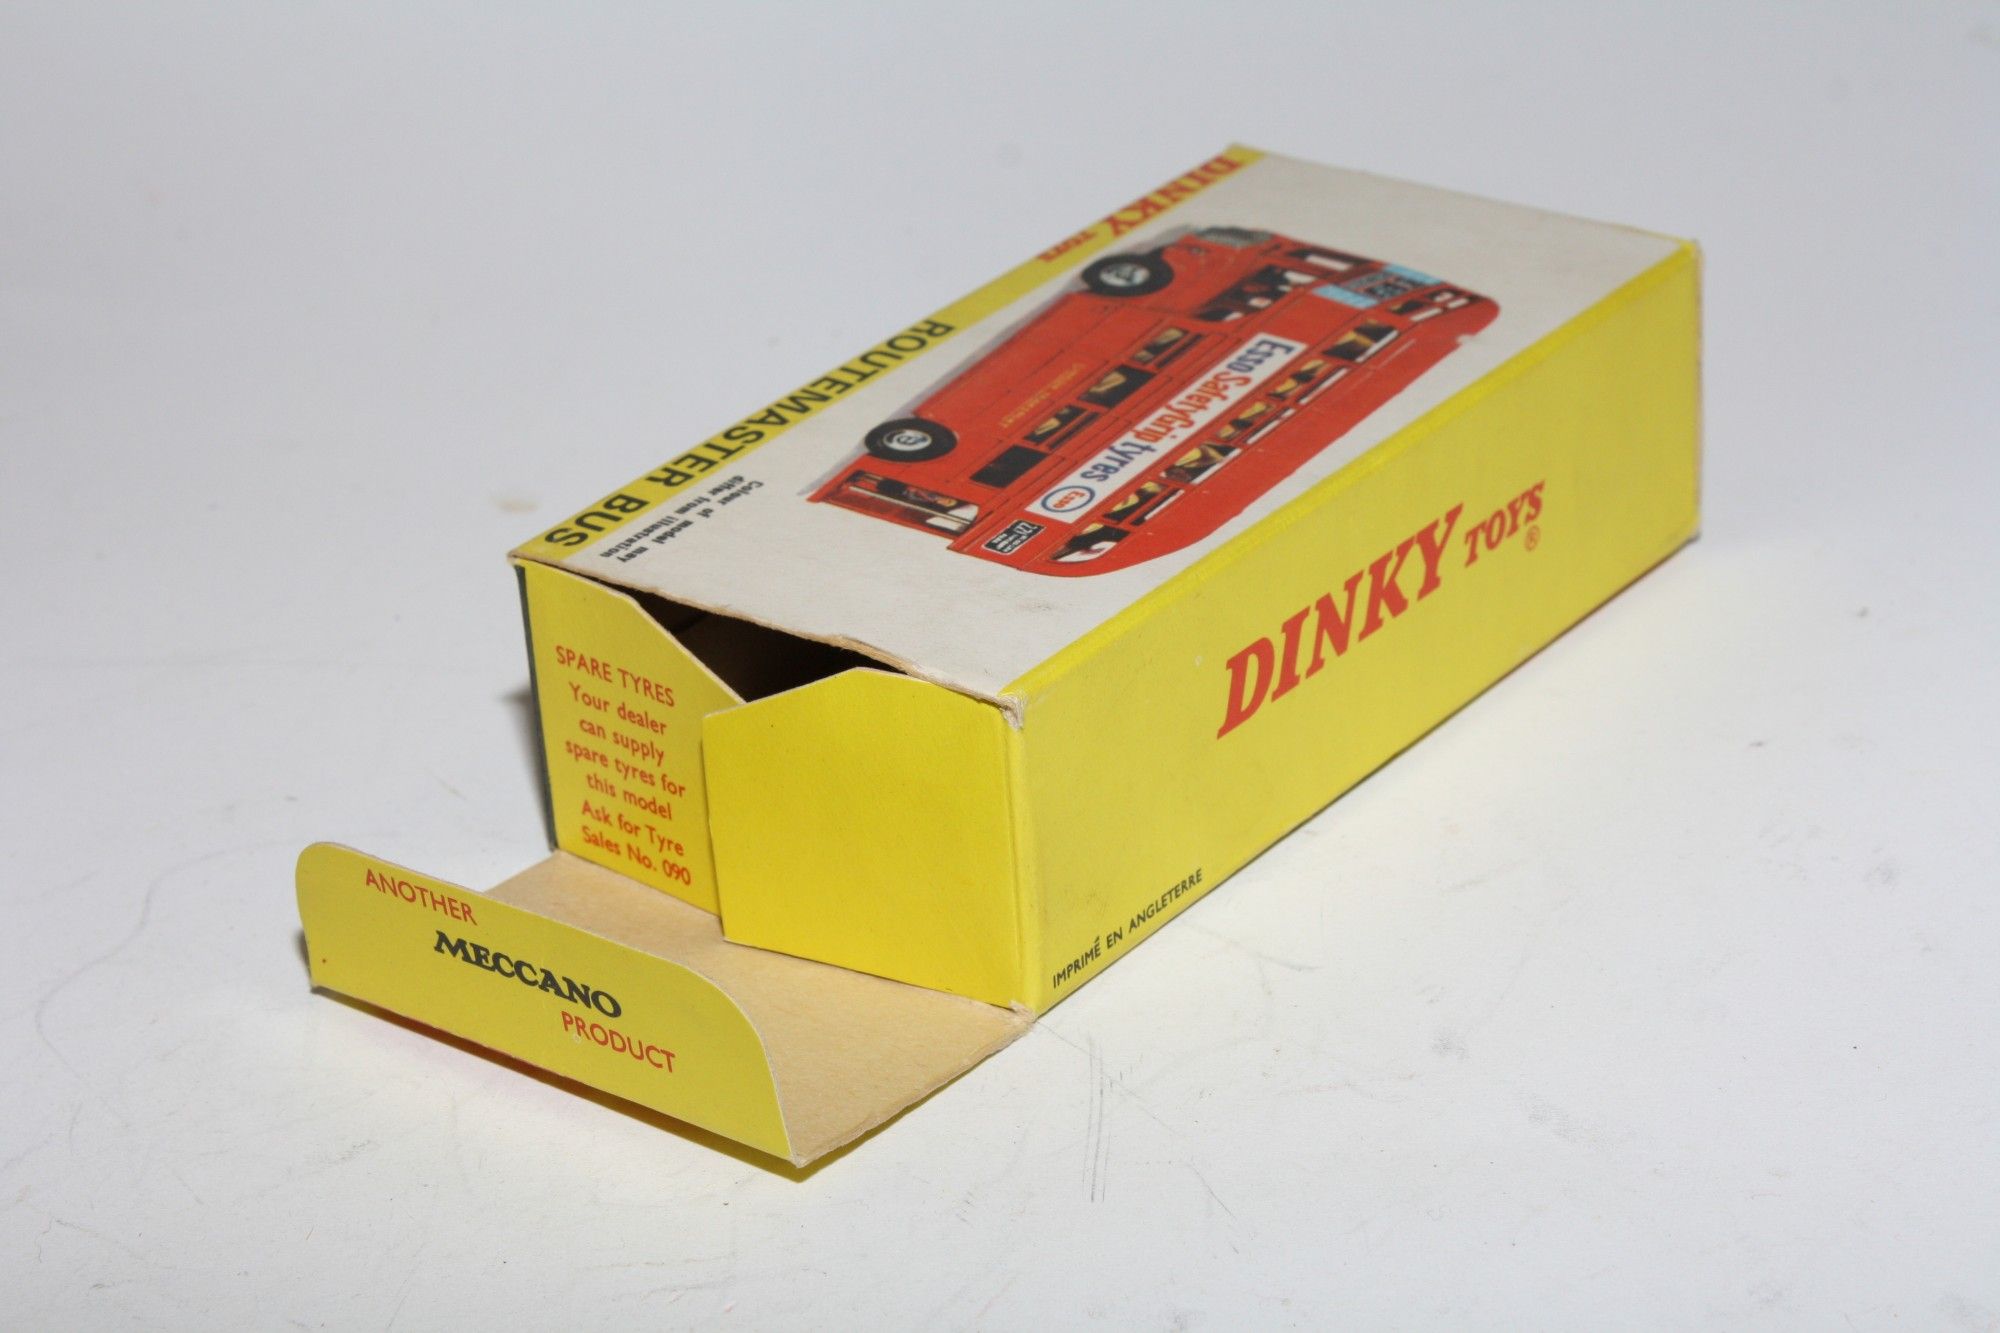 DINKY TOYS
ROUTEMASTER BUS
Colour of model may
differ from illustration
Esso Safety Grip tyres
Esso
DINKY TOYS®
IMPRIMÉ EN ANGLETERRE
SPARE TYRES
Your dealer
can supply
spare tyres for
this model
Ask for Tyre
Sales No. 090
ANOTHER
MECCANO
PRODUCT